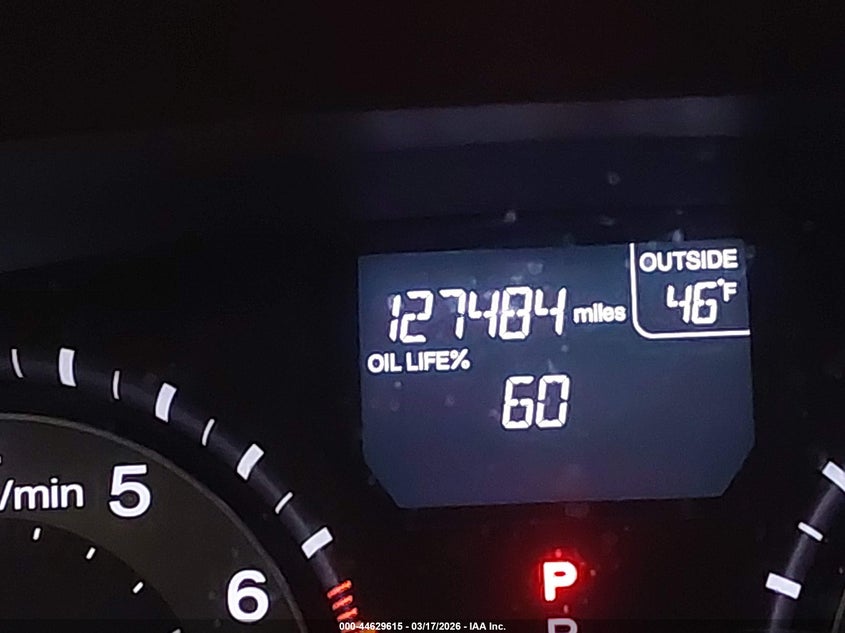 OUTSIDE
46°F
127484 miles
OIL LIFE%
60
/min 5
6
P
R
000-44629615 - 03/17/2026 - IAA Inc.